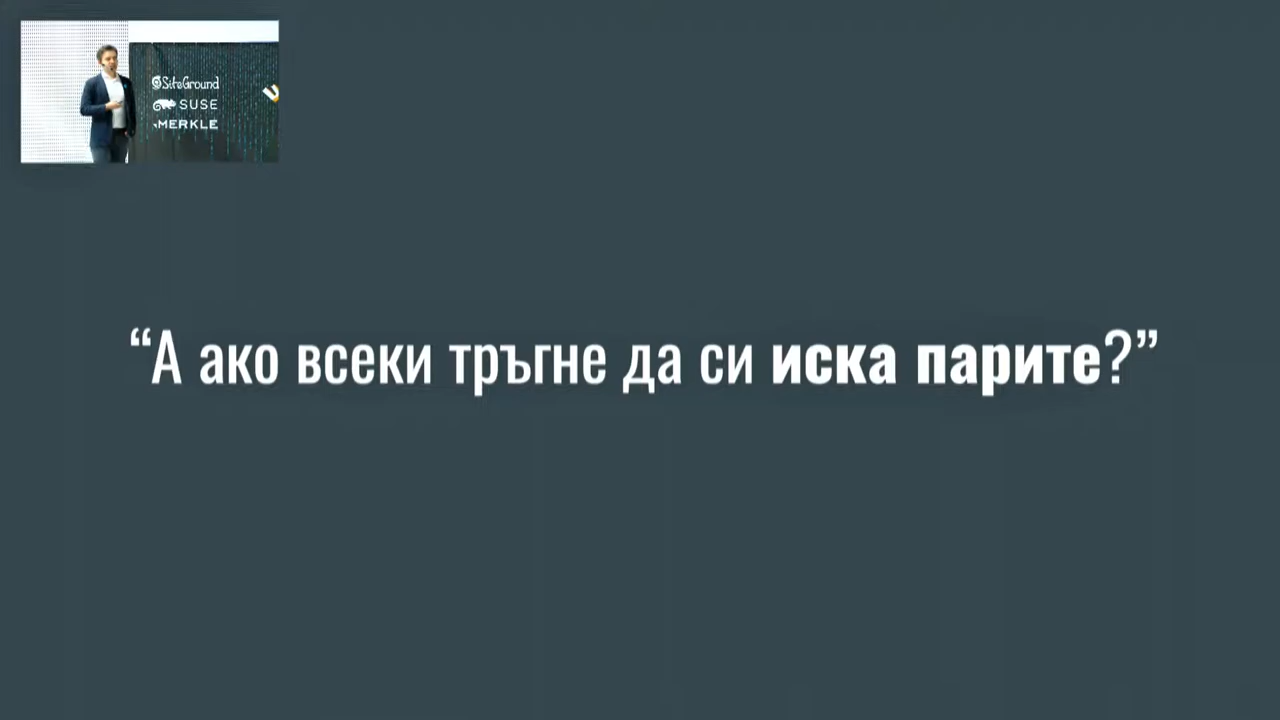 SiteGround
SUSE
MERKLE
“А ако всеки тръгне да си иска парите?”